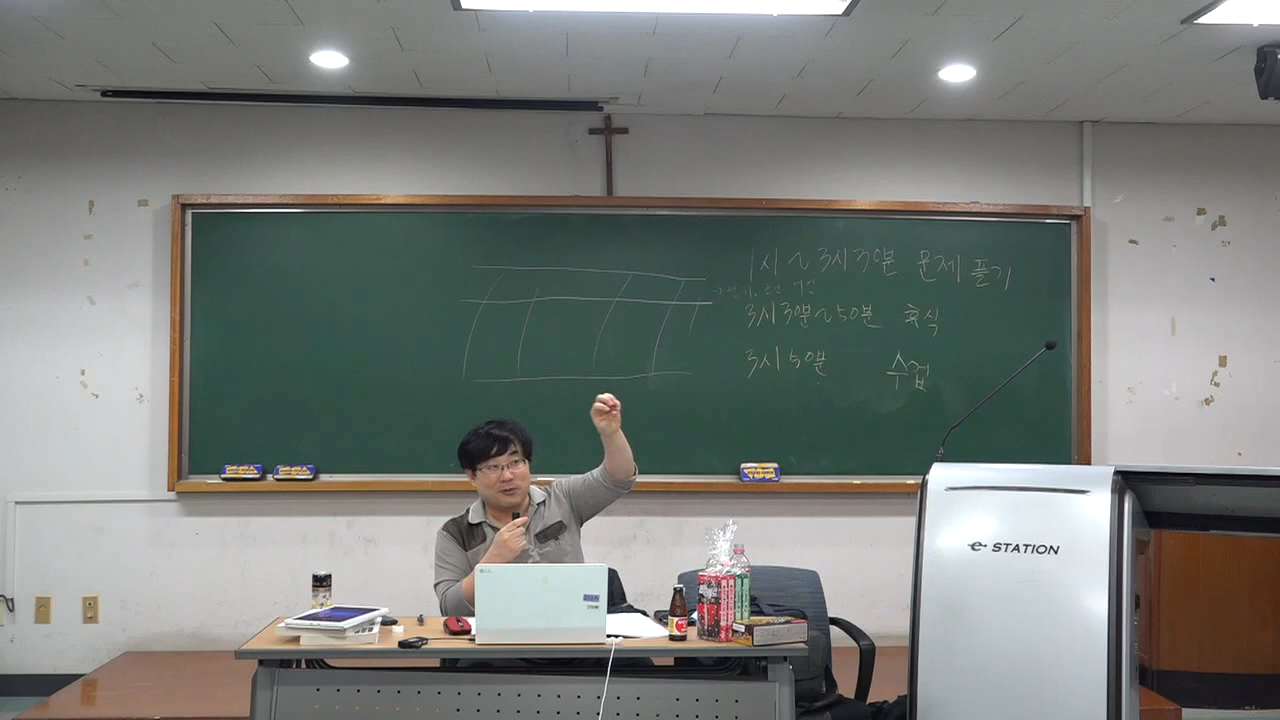 1시 ~ 3시 30분 문제 풀기
3시 30분 ~ 50분 휴식
3시 50분 수업
e STATION
LG